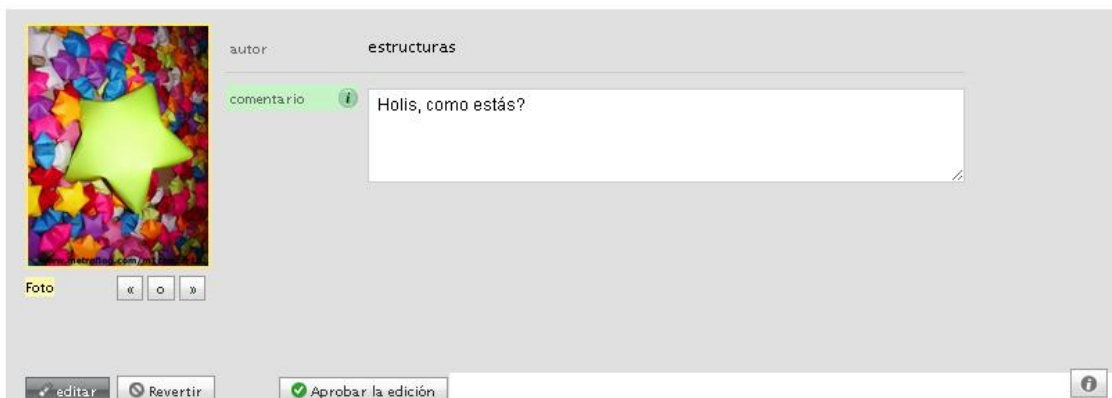 autor estructuras
comentario i Holis, como estás?
Foto « o »
editar Revertir Aprobar la edición i